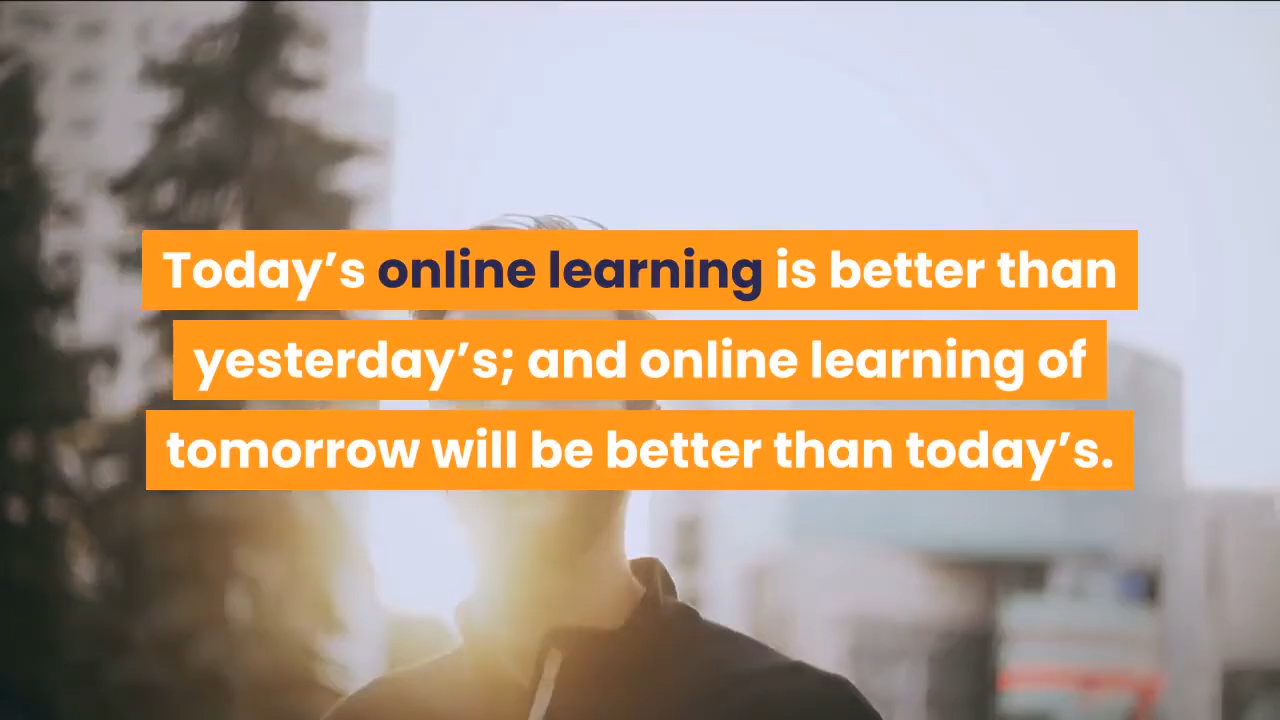 Today’s online learning is better than
yesterday’s; and online learning of
tomorrow will be better than today’s.